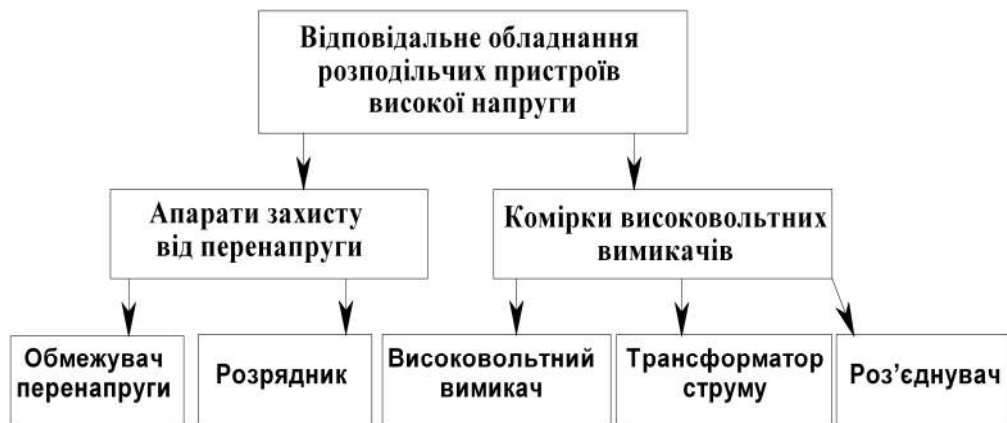 Відповідальне обладнання
розподільчих пристроїв
високої напруги
Апарати захисту
від перенапруги
Комірки високовольтних
вимикачів
Обмежувач
перенапруги
Розрядник
Високовольтний
вимикач
Трансформатор
струму
Роз’єднувач